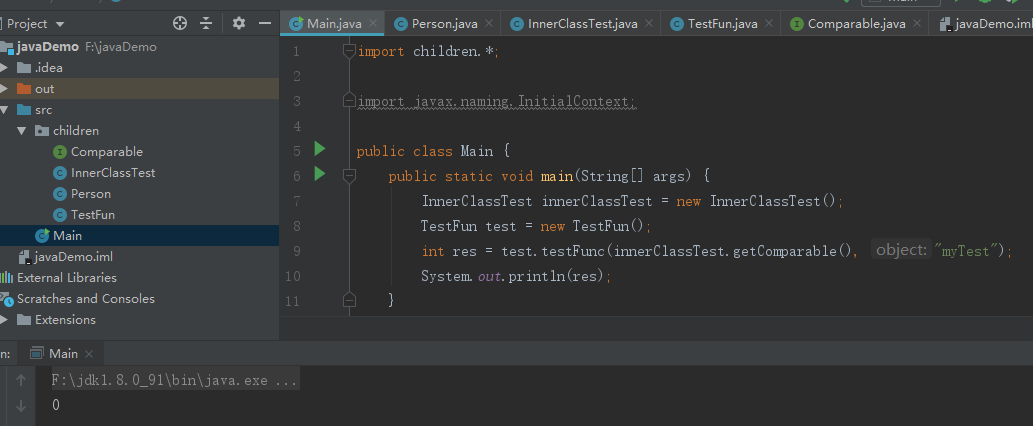 Project
Main.java
Person.java
InnerClassTest.java
TestFun.java
Comparable.java
javaDemo.iml
javaDemo F:\javaDemo
.idea
out
src
children
Comparable
InnerClassTest
Person
TestFun
Main
javaDemo.iml
External Libraries
Scratches and Consoles
Extensions
1 import children.*;
2
3 import javax.naming.InitialContext;
4
5 public class Main {
6 public static void main(String[] args) {
7 InnerClassTest innerClassTest = new InnerClassTest();
8 TestFun test = new TestFun();
9 int res = test.testFunc(innerClassTest.getComparable(), object: "myTest");
10 System.out.println(res);
11 }
n: Main
F:\jdk1.8.0_91\bin\java.exe ...
0